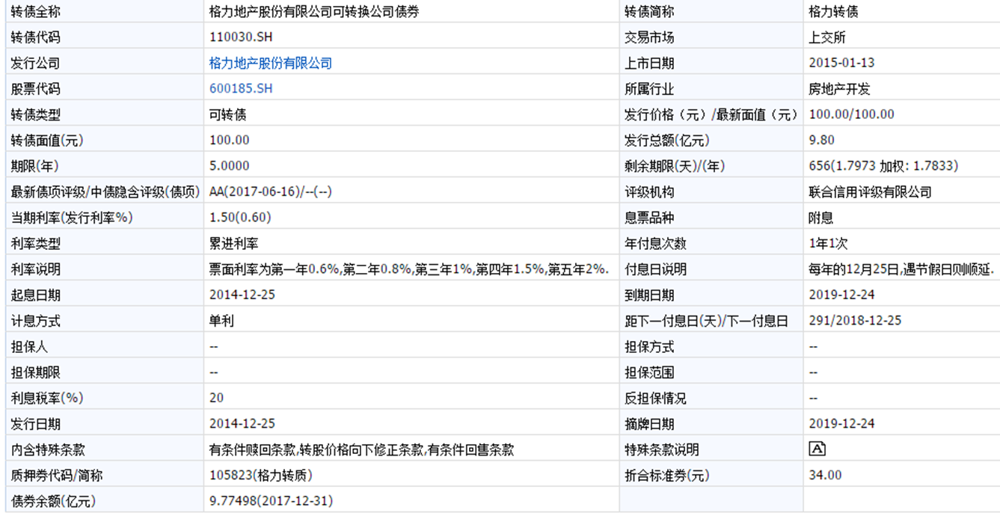 转债全称 格力地产股份有限公司可转换公司债券 转债简称 格力转债
转债代码 110030.SH 交易市场 上交所
发行公司 格力地产股份有限公司 上市日期 2015-01-13
股票代码 600185.SH 所属行业 房地产开发
转债类型 可转债 发行价格（元）/最新面值（元） 100.00/100.00
转债面值(元) 100.00 发行总额(亿元) 9.80
期限(年) 5.0000 剩余期限(天)/(年) 656(1.7973 加权: 1.7833)
最新债项评级/中债隐含评级(债项) AA(2017-06-16)/--(--) 评级机构 联合信用评级有限公司
当期利率(发行利率%) 1.50(0.60) 息票品种 附息
利率类型 累进利率 年付息次数 1年1次
利率说明 票面利率为第一年0.6%,第二年0.8%,第三年1%,第四年1.5%,第五年2%. 付息日说明 每年的12月25日,遇节假日则顺延.
起息日期 2014-12-25 到期日期 2019-12-24
计息方式 单利 距下一付息日(天)/下一付息日 291/2018-12-25
担保人 -- 担保方式 --
担保期限 -- 担保范围 --
利息税率(%) 20 反担保情况 --
发行日期 2014-12-25 摘牌日期 2019-12-24
内含特殊条款 有条件赎回条款,转股价格向下修正条款,有条件回售条款 特殊条款说明 A
质押券代码/简称 105823(格力转质) 折合标准券(元) 34.00
债券余额(亿元) 9.77498(2017-12-31)